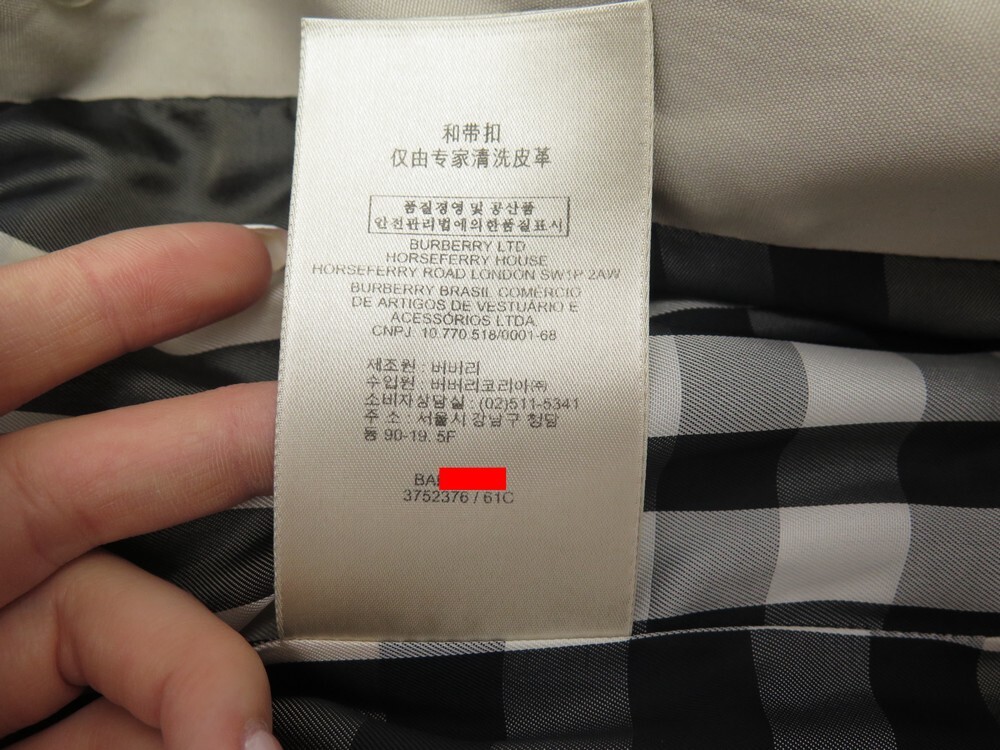 和带扣
仅由专家清洗皮革
품질경영 및 공산품
안전관리법에의한품질표시
BURBERRY LTD
HORSEFERRY HOUSE
HORSEFERRY ROAD LONDON SW1P 2AW
BURBERRY BRASIL COMÉRCIO
DE ARTIGOS DE VESTUÁRIO E
ACESSÓRIOS LTDA.
CNPJ. 10.770.518/0001-68
제조원 : 버버리
수입원 : 버버리코리아㈜
소비자상담실 : (02)511-5341
주 소 : 서울시 강남구 청담
동 90-19. 5F
3752376 / 61C